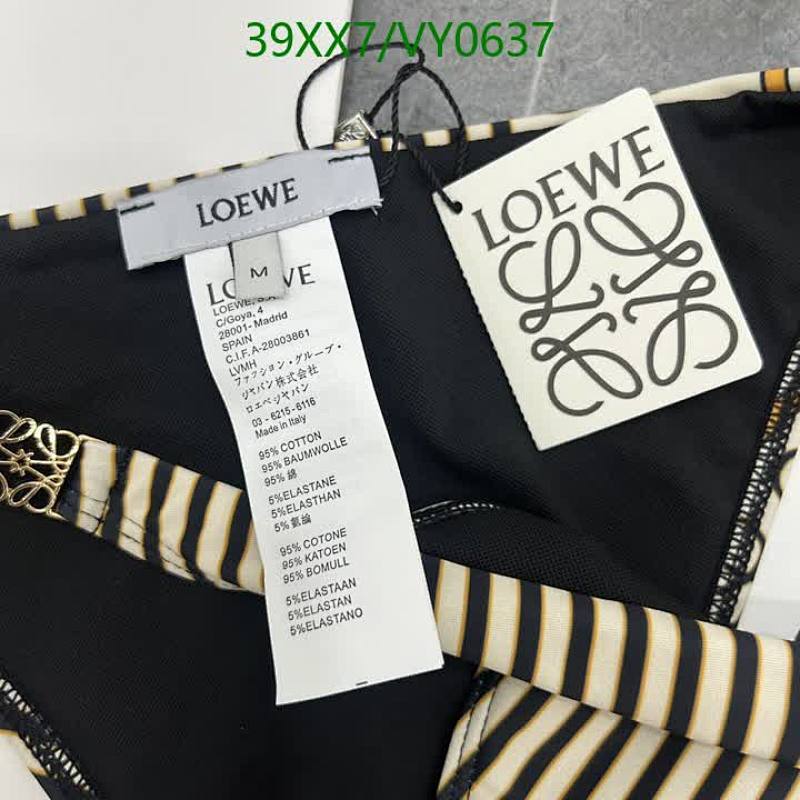 39XX7/VY0637
LOEWE
M
LOEWE
LOEWE, S.A.
C/Goya, 4
28001- Madrid
SPAIN
C.I.F.A-28003861
LVMH
ファッション・グループ・
ジャパン株式会社
ロエベジャパン
03 - 6215-6116
Made in Italy
95% COTTON
95% BAUMWOLLE
95% 錦
5%ELASTANE
5%ELASTHAN
5% 氨綸
95% COTONE
95% KATOEN
95% BOMULL
5%ELASTAAN
5%ELASTAN
5%ELASTANO
LOEWE